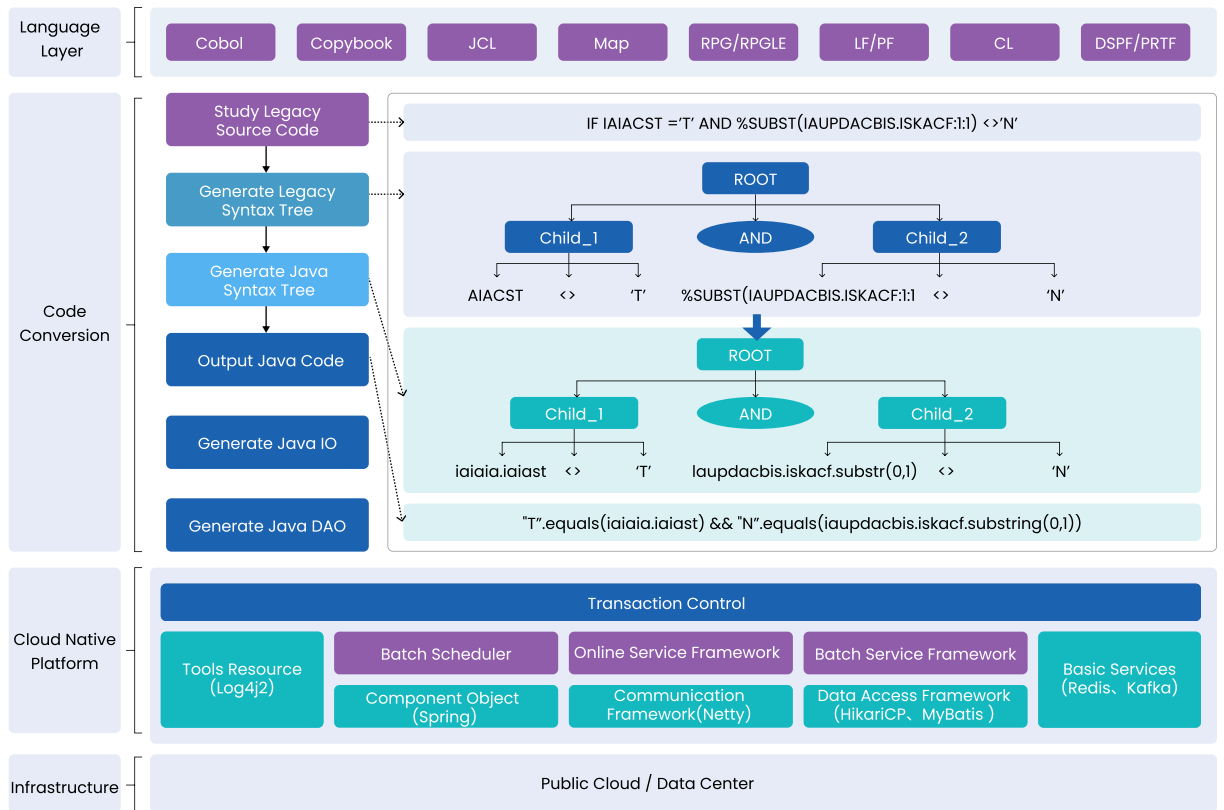 Language
Layer
Cobol
Copybook
JCL
Map
RPG/RPGLE
LF/PF
CL
DSPF/PRTF
Code
Conversion
Study Legacy
Source Code
Generate Legacy
Syntax Tree
Generate Java
Syntax Tree
Output Java Code
Generate Java IO
Generate Java DAO
IF IAIACST =‘T’ AND %SUBST(IAUPDACBIS.ISKACF:1:1) <>‘N’
ROOT
Child_1
AND
Child_2
AIACST <> ‘T’ %SUBST(IAUPDACBIS.ISKACF:1:1 <> ‘N’
ROOT
Child_1
AND
Child_2
iaiaia.iaiast <> ‘T’ Iaupdacbis.iskacf.substr(0,1) <> ‘N’
"T”.equals(iaiaia.iaiast) && "N”.equals(iaupdacbis.iskacf.substring(0,1))
Cloud Native
Platform
Transaction Control
Tools Resource
(Log4j2)
Batch Scheduler
Online Service Framework
Batch Service Framework
Component Object
(Spring)
Communication
Framework(Netty)
Data Access Framework
(HikariCP、MyBatis )
Basic Services
(Redis、Kafka)
Infrastructure
Public Cloud / Data Center